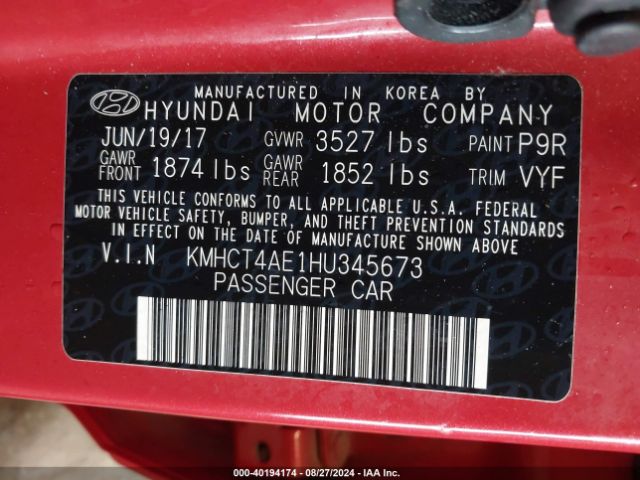 MANUFACTURED IN KOREA BY
HYUNDAI MOTOR COMPANY
JUN/19/17 GVWR 3527 lbs PAINT P9R
GAWR FRONT 1874 lbs GAWR REAR 1852 lbs TRIM VYF
THIS VEHICLE CONFORMS TO ALL APPLICABLE U.S.A. FEDERAL
MOTOR VEHICLE SAFETY, BUMPER, AND THEFT PREVENTION STANDARDS
IN EFFECT ON THE DATE OF MANUFACTURE SHOWN ABOVE
V.I.N KMHCT4AE1HU345673
PASSENGER CAR
000-40194174 - 08/27/2024 - IAA Inc.